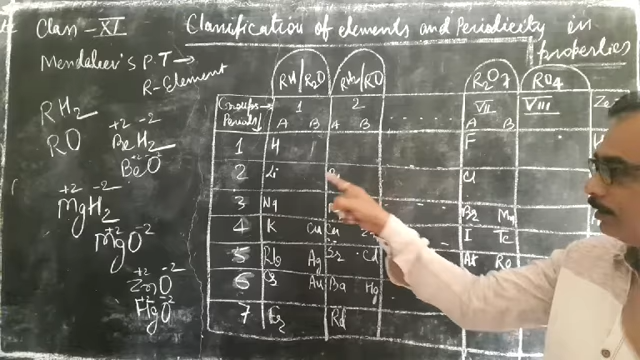 Class - XI
Classification of elements and Periodicity in properties
Mendeleev's P.T →
R-Element
RH2
RO
+2 -2
BeH2
+2 -2
BeO
+2 -2
MgH2
+2 -2
MgO
+2 -2
ZnO
+2 -2
HgO
RH/R2O RH2/RO R2O7 RO4
Groups→ 1 2 ..... VII VIII Ze
Periods↓ A B A B A B
1 H F H
2 Li Cl
3 Na Br Mn
4 K Cu I Tc
5 Rb Ag Sr Cd At Re
6 Cs Au Ba Hg
7 Fr